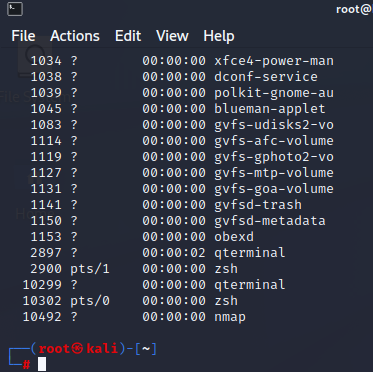 root@
File Actions Edit View Help
1034 ? 00:00:00 xfce4-power-man
1038 ? 00:00:00 dconf-service
1039 ? 00:00:00 polkit-gnome-au
1045 ? 00:00:00 blueman-applet
1083 ? 00:00:00 gvfs-udisks2-vo
1114 ? 00:00:00 gvfs-afc-volume
1119 ? 00:00:00 gvfs-gphoto2-vo
1127 ? 00:00:00 gvfs-mtp-volume
1131 ? 00:00:00 gvfs-goa-volume
1141 ? 00:00:00 gvfsd-trash
1150 ? 00:00:00 gvfsd-metadata
1153 ? 00:00:00 obexd
2897 ? 00:00:02 qterminal
2900 pts/1 00:00:00 zsh
10299 ? 00:00:00 qterminal
10302 pts/0 00:00:00 zsh
10492 ? 00:00:00 nmap
┌──(root㉿kali)-[~]
└─#